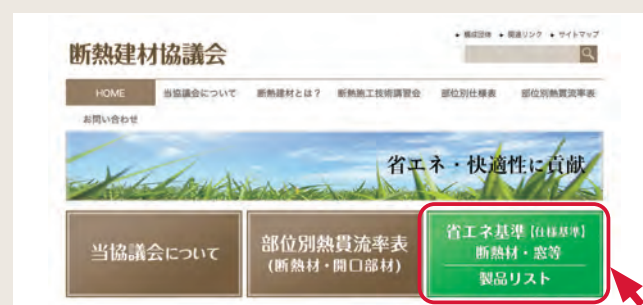 断熱建材協議会
構成団体 関連リンク サイトマップ
HOME 当協議会について 断熱建材とは? 断熱施工技術講習会 部位別仕様表 部位別熱貫流率表
お問い合わせ
省エネ・快適性に貢献
当協議会について
部位別熱貫流率表
(断熱材・開口部材)
省エネ基準【仕様基準】
断熱材・窓等
製品リスト